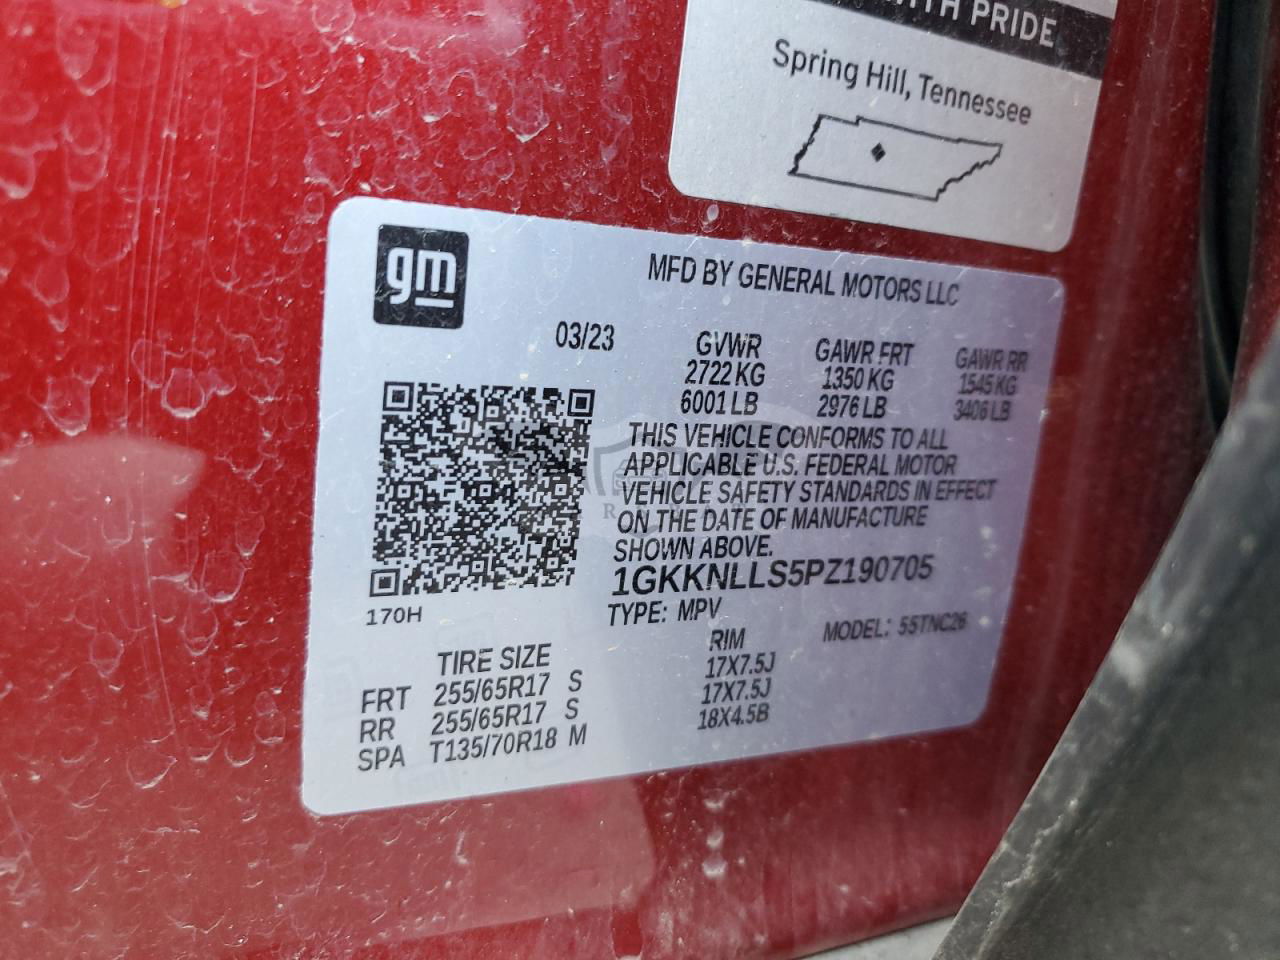 WITH PRIDE
Spring Hill, Tennessee
gm
MFD BY GENERAL MOTORS LLC
03/23 GVWR GAWR FRT GAWR RR
2722 KG 1350 KG 1545 KG
6001 LB 2976 LB 3406 LB
THIS VEHICLE CONFORMS TO ALL
APPLICABLE U.S. FEDERAL MOTOR
VEHICLE SAFETY STANDARDS IN EFFECT
ON THE DATE OF MANUFACTURE
SHOWN ABOVE.
1GKKNLLS5PZ190705
170H
TYPE: MPV MODEL: 55TNC26
TIRE SIZE RIM
FRT 255/65R17 S 17X7.5J
RR 255/65R17 S 17X7.5J
SPA T135/70R18 M 18X4.5B